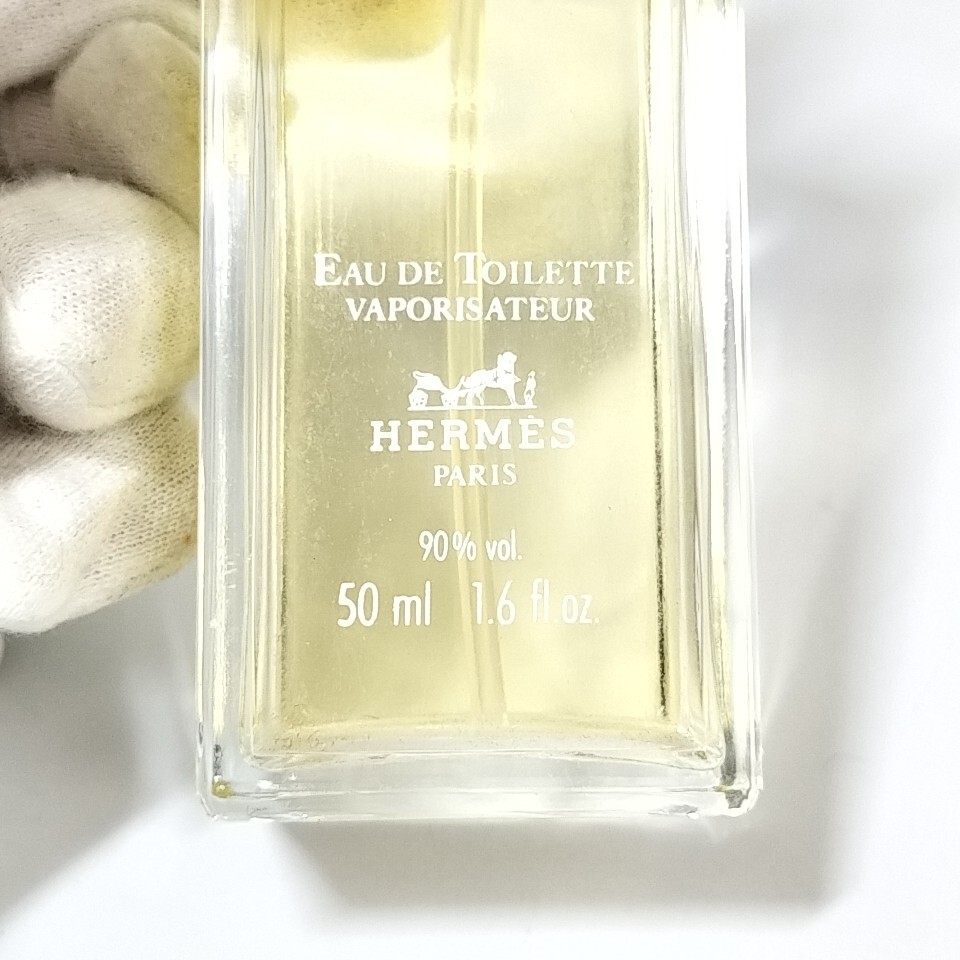 EAU DE TOILETTE
VAPORISATEUR
HERMÈS
PARIS
90% vol.
50 ml 1.6 fl.oz.